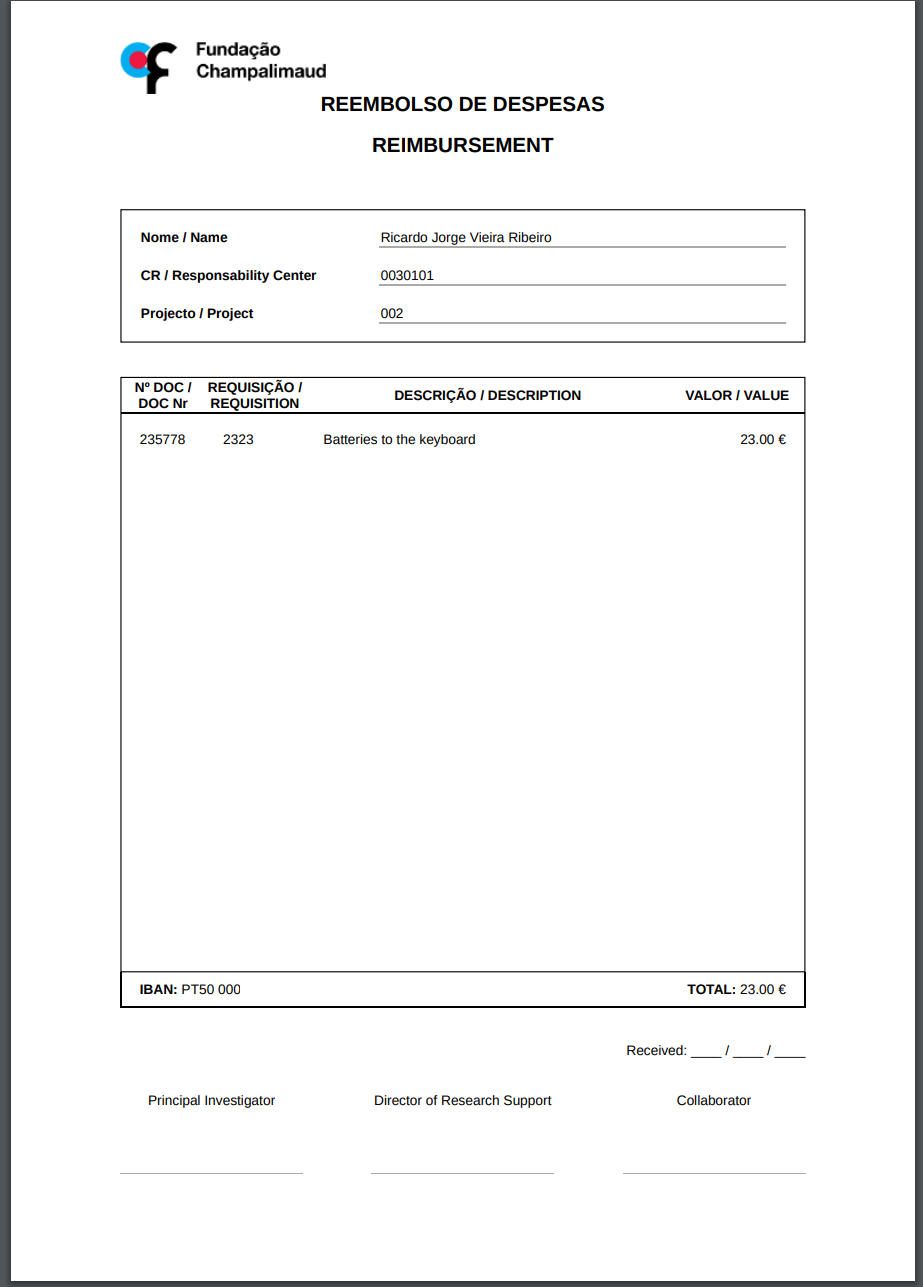 Fundação
Champalimaud
REEMBOLSO DE DESPESAS
REIMBURSEMENT
Nome / Name Ricardo Jorge Vieira Ribeiro
CR / Responsability Center 0030101
Projecto / Project 002
Nº DOC / DOC Nr REQUISIÇÃO / REQUISITION DESCRIÇÃO / DESCRIPTION VALOR / VALUE
235778 2323 Batteries to the keyboard 23.00 €
IBAN: PT50 000 TOTAL: 23.00 €
Received: ____ / ____ / ____
Principal Investigator Director of Research Support Collaborator